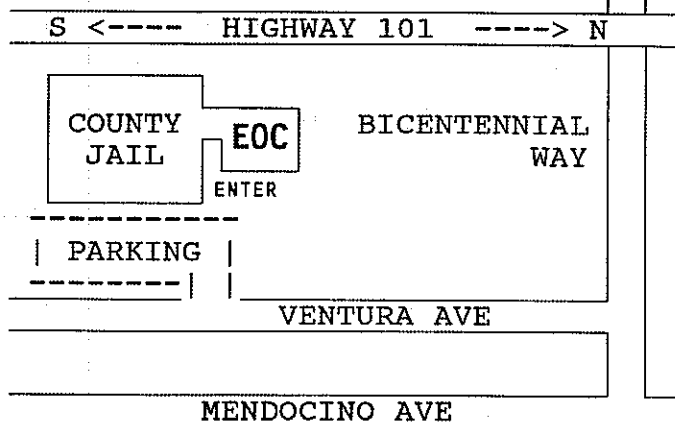 S <---- HIGHWAY 101 ----> N
COUNTY
JAIL
EOC
ENTER
BICENTENNIAL
WAY
PARKING
VENTURA AVE
MENDOCINO AVE